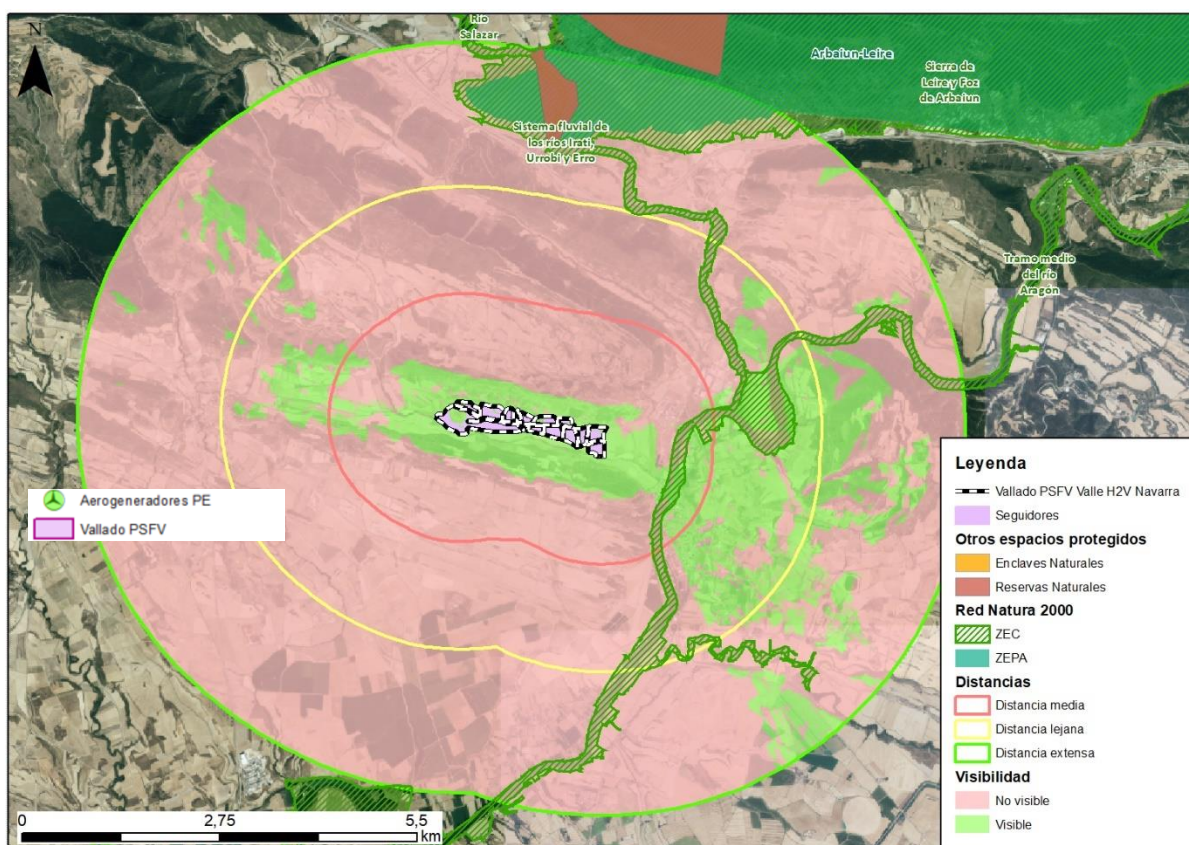 N
Río
Salazar
Arbaiun-Leire
Sierra de
Leire y Foz
de Arbaiun
Sistema fluvial de
los ríos Irati,
Urrobi y Erro
Tramo medio
del río
Aragón
Aerogeneradores PE
Vallado PSFV
Leyenda
Vallado PSFV Valle H2V Navarra
Seguidores
Otros espacios protegidos
Enclaves Naturales
Reservas Naturales
Red Natura 2000
ZEC
ZEPA
Distancias
Distancia media
Distancia lejana
Distancia extensa
Visibilidad
No visible
Visible
0 2,75 5,5
km